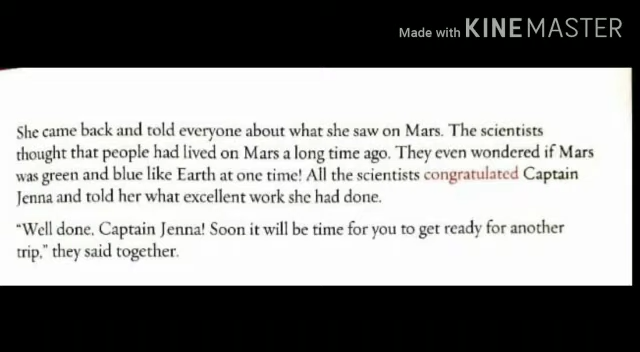 Made with KINEMASTER
She came back and told everyone about what she saw on Mars. The scientists
thought that people had lived on Mars a long time ago. They even wondered if Mars
was green and blue like Earth at one time! All the scientists congratulated Captain
Jenna and told her what excellent work she had done.
"Well done, Captain Jenna! Soon it will be time for you to get ready for another
trip," they said together.